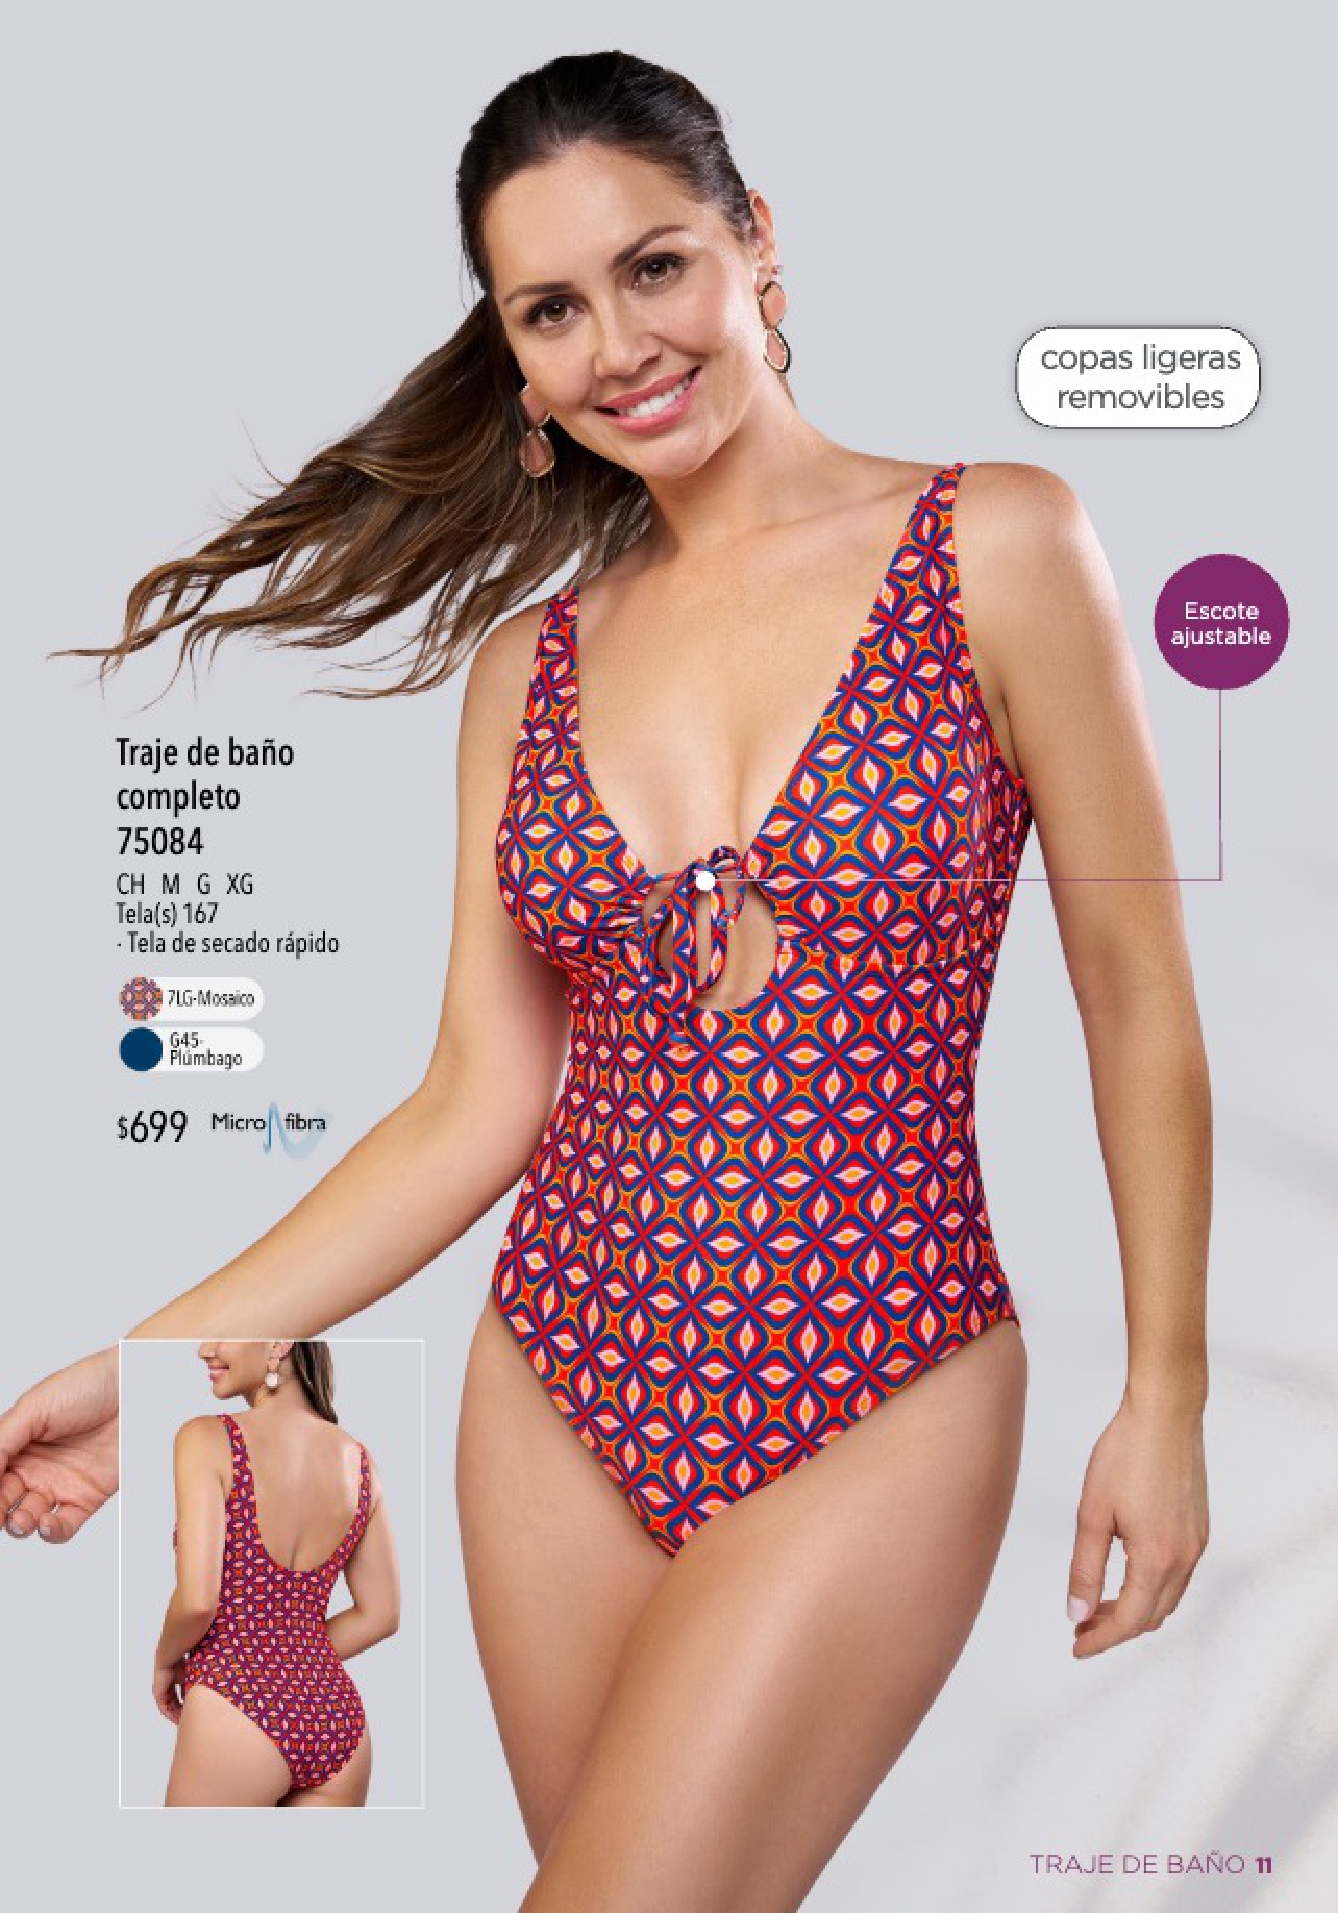 copas ligeras
removibles
Escote
ajustable
Traje de baño
completo
75084
CH M G XG
Tela(s) 167
· Tela de secado rápido
7LG-Mosaico
G45-
Plúmbago
$699 Micro fibra
TRAJE DE BAÑO 11